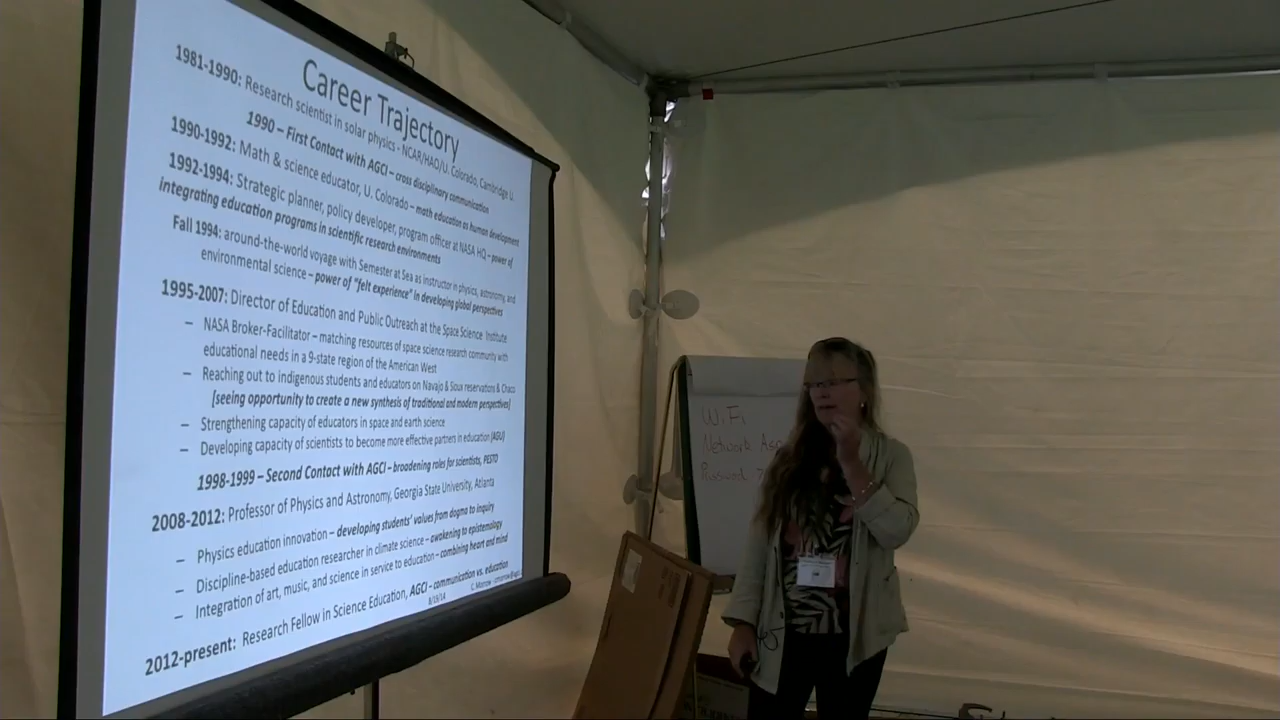 Career Trajectory
1981-1990: Research scientist in solar physics - NCAR/HAO/U. Colorado, Cambridge U.
1990 – First Contact with AGCI – cross disciplinary communication
1990-1992: Math & science educator, U. Colorado – math education as human development
1992-1994: Strategic planner, policy developer, program officer at NASA HQ – power of
integrating education programs in scientific research environments
Fall 1994: around-the-world voyage with Semester at Sea as instructor in physics, astronomy, and
environmental science – power of "felt experience" in developing global perspectives
1995-2007: Director of Education and Public Outreach at the Space Science Institute
– NASA Broker-Facilitator – matching resources of space science research community with
educational needs in a 9-state region of the American West
– Reaching out to indigenous students and educators on Navajo & Sioux reservations & Chaco
[seeing opportunity to create a new synthesis of traditional and modern perspectives]
– Strengthening capacity of educators in space and earth science
– Developing capacity of scientists to become more effective partners in education (AGU)
1998-1999 – Second Contact with AGCI – broadening roles for scientists, PESTO
2008-2012: Professor of Physics and Astronomy, Georgia State University, Atlanta
– Physics education innovation – developing students' values from dogma to inquiry
– Discipline-based education researcher in climate science – awakening to epistemology
– Integration of art, music, and science in service to education – combining heart and mind
2012-present: Research Fellow in Science Education, AGCI - communication vs. education
C. Morrow
WiFi
Network
Password